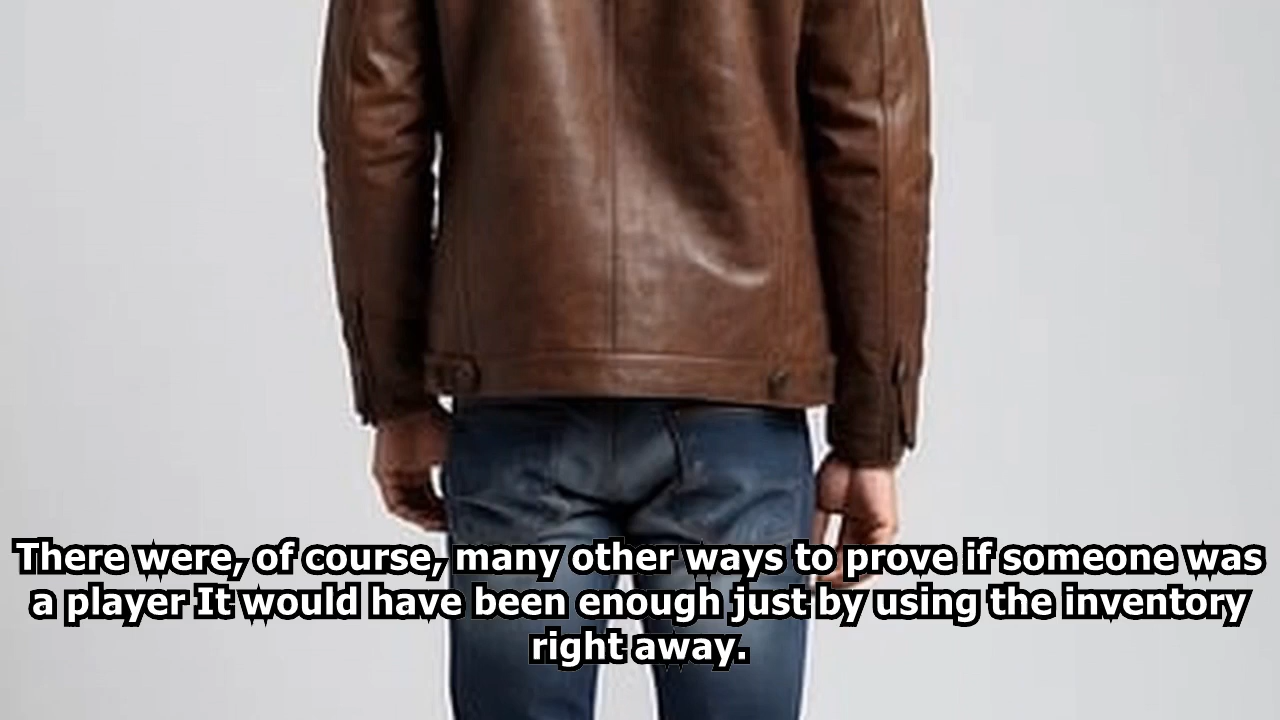 There were, of course, many other ways to prove if someone was
a player It would have been enough just by using the inventory
right away.